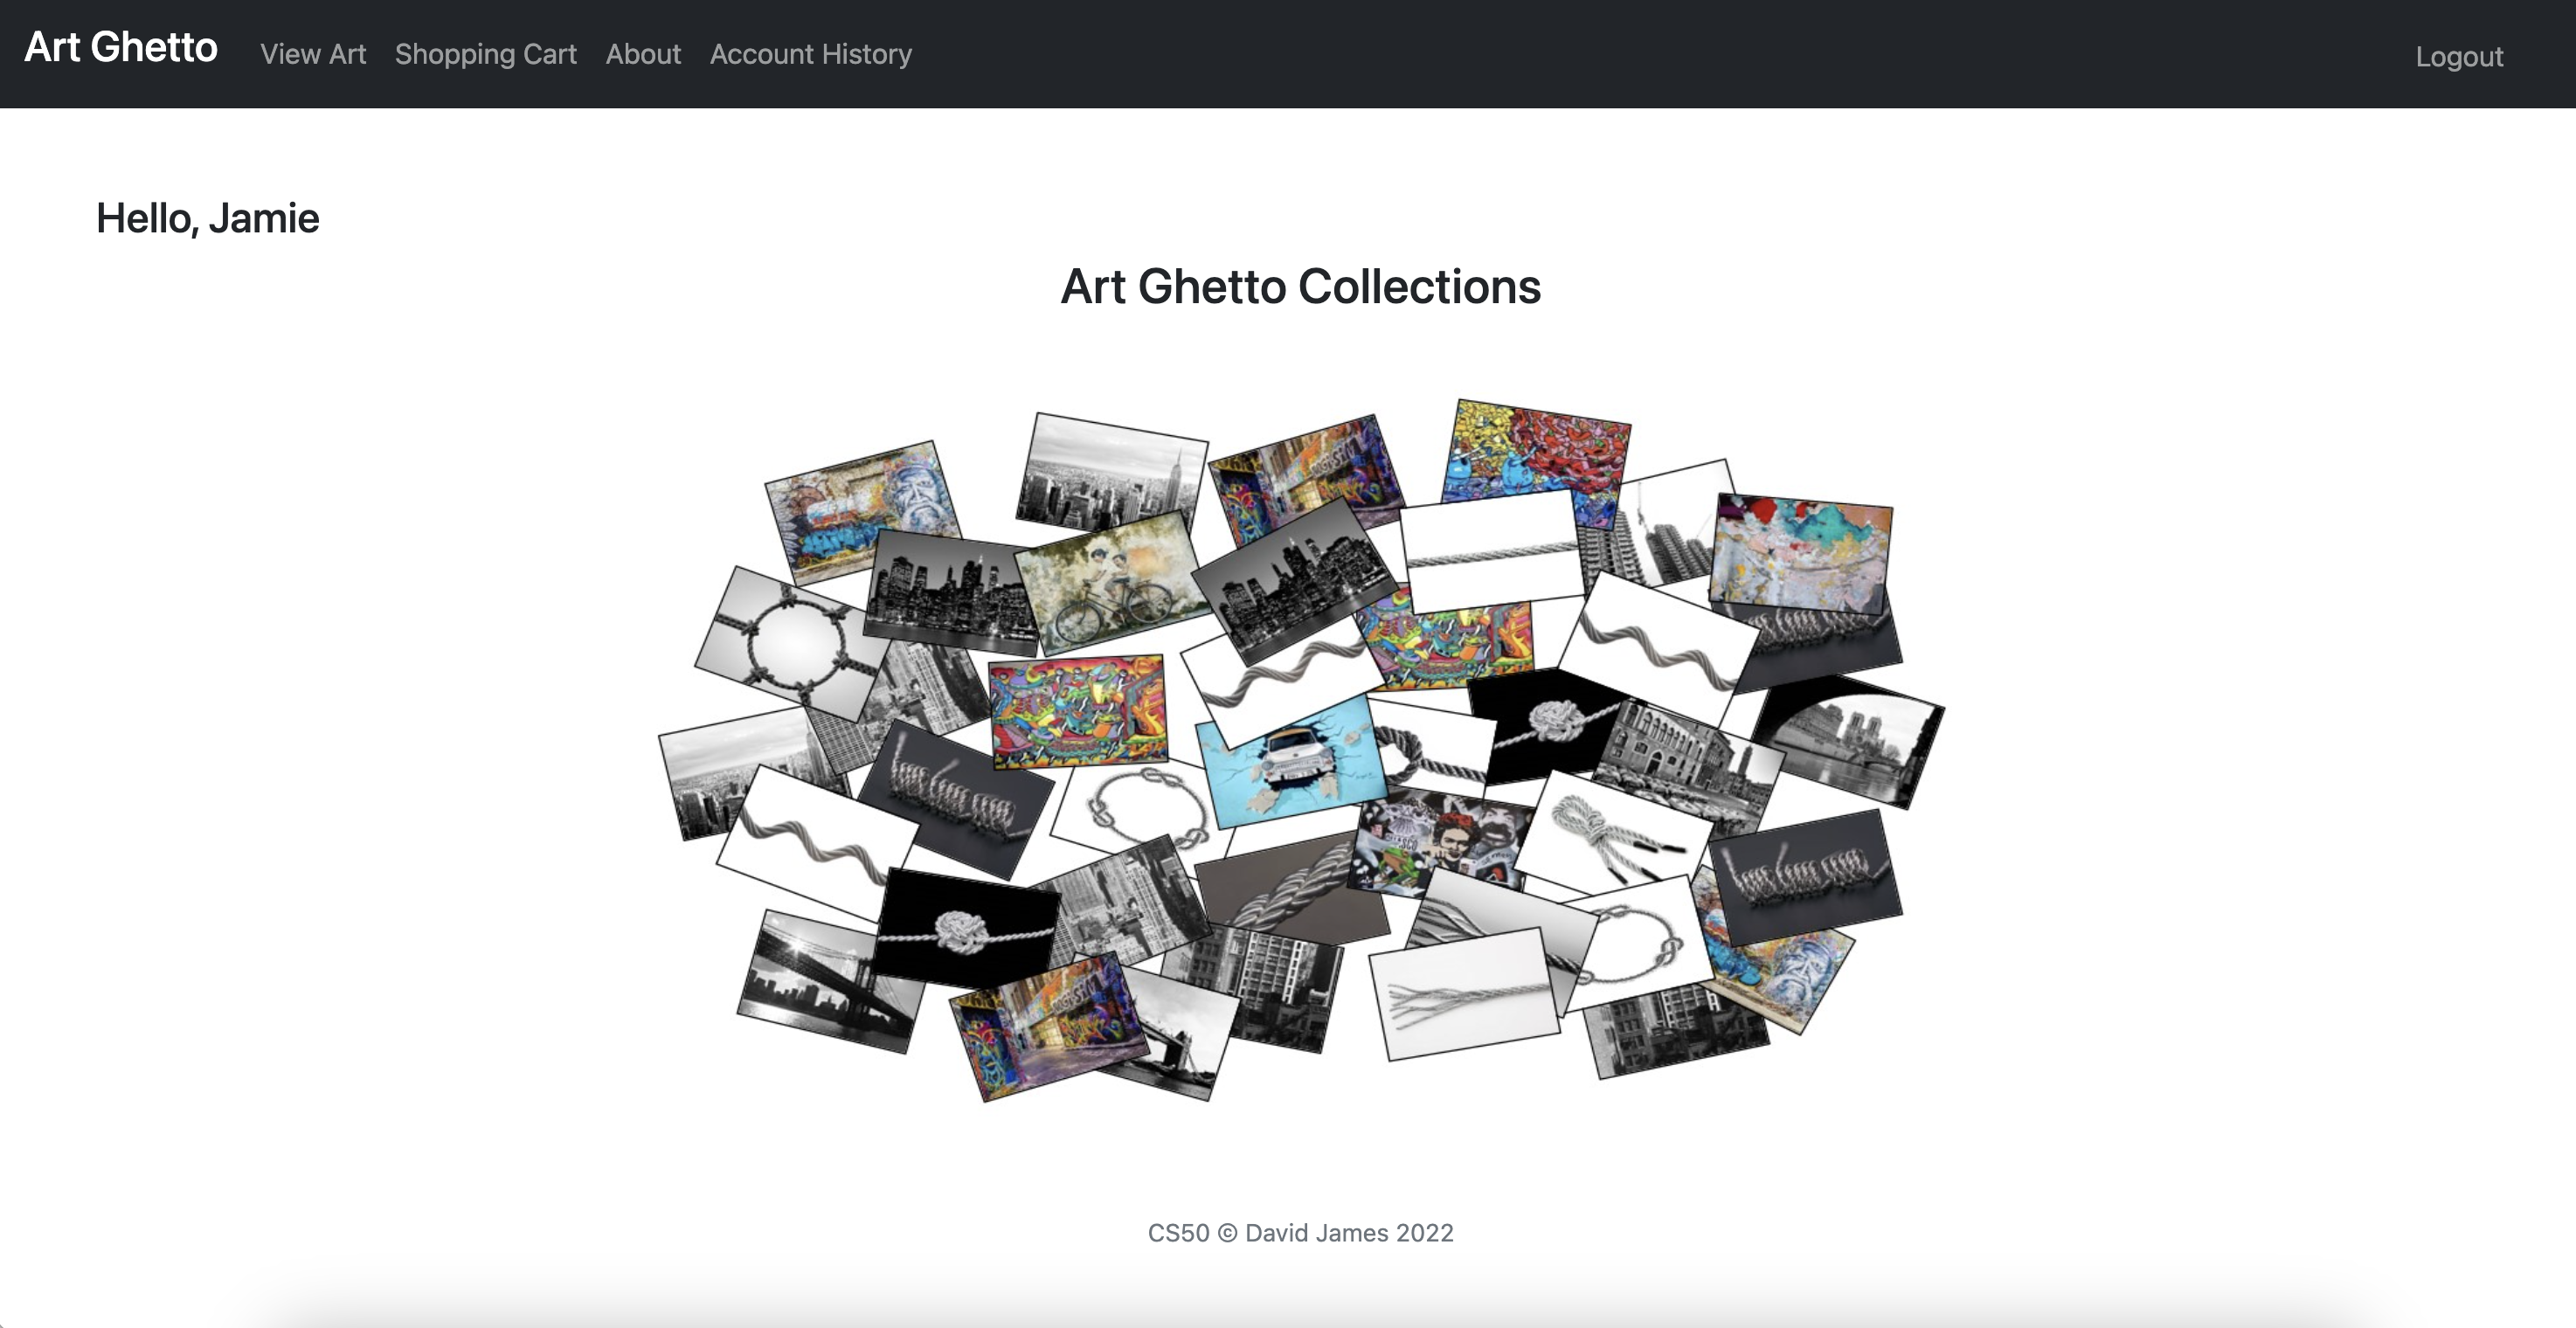 Art Ghetto View Art Shopping Cart About Account History Logout
Hello, Jamie
Art Ghetto Collections
CS50 © David James 2022